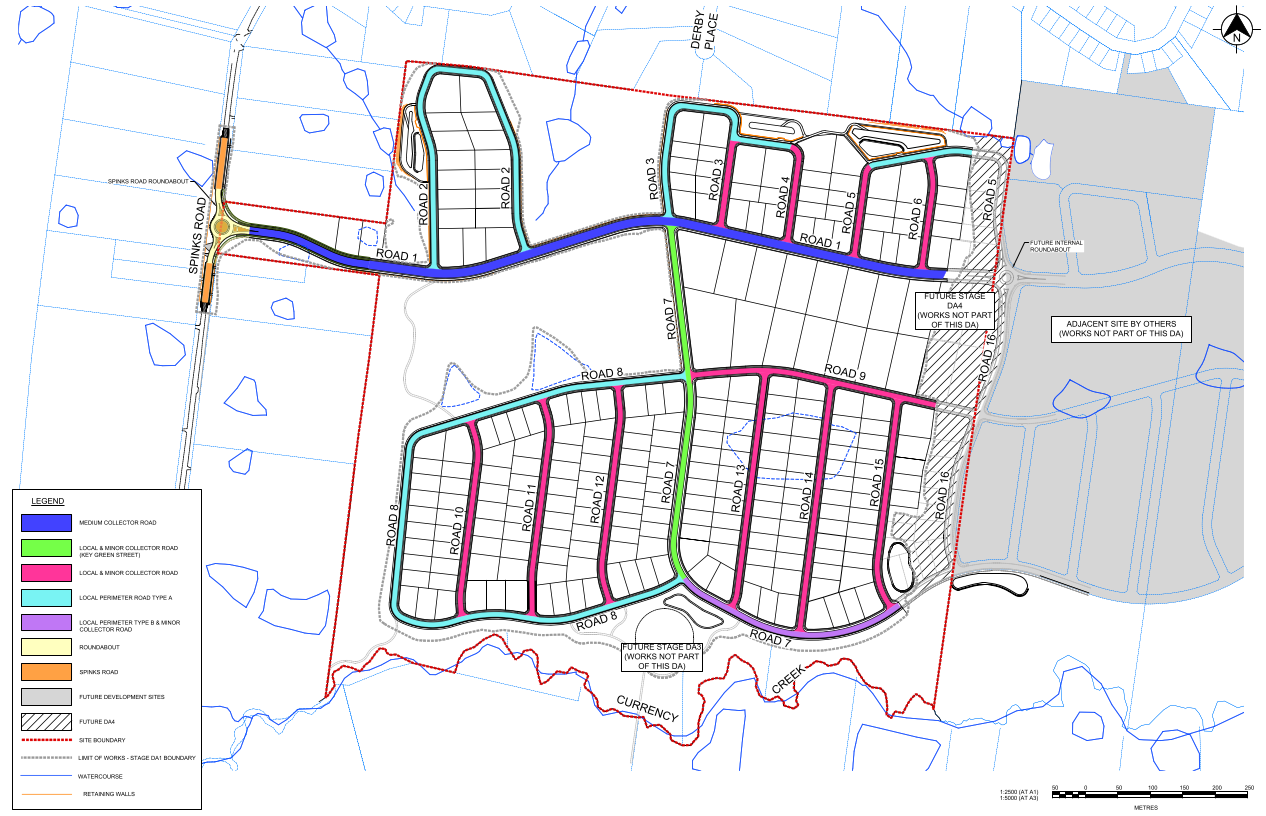 DERBY
PLACE
N
SPINKS ROAD ROUNDABOUT
SPINKS ROAD
ROAD 1
ROAD 2
ROAD 2
ROAD 3
ROAD 3
ROAD 4
ROAD 5
ROAD 6
ROAD 5
ROAD 1
FUTURE INTERNAL
ROUNDABOUT
FUTURE STAGE
DA4
(WORKS NOT PART
OF THIS DA)
ADJACENT SITE BY OTHERS
(WORKS NOT PART OF THIS DA)
ROAD 7
ROAD 16
ROAD 8
ROAD 9
ROAD 8
ROAD 10
ROAD 11
ROAD 12
ROAD 7
ROAD 13
ROAD 14
ROAD 15
ROAD 16
ROAD 8
ROAD 7
FUTURE STAGE DA3
(WORKS NOT PART
OF THIS DA)
CURRENCY
CREEK
LEGEND
MEDIUM COLLECTOR ROAD
LOCAL & MINOR COLLECTOR ROAD
(KEY GREEN STREET)
LOCAL & MINOR COLLECTOR ROAD
LOCAL PERIMETER ROAD TYPE A
LOCAL PERIMETER TYPE B & MINOR
COLLECTOR ROAD
ROUNDABOUT
SPINKS ROAD
FUTURE DEVELOPMENT SITES
FUTURE DA4
SITE BOUNDARY
LIMIT OF WORKS - STAGE DA1 BOUNDARY
WATERCOURSE
RETAINING WALLS
1:2500 (AT A1)
1:5000 (AT A3)
50 0 50 100 150 200 250
METRES